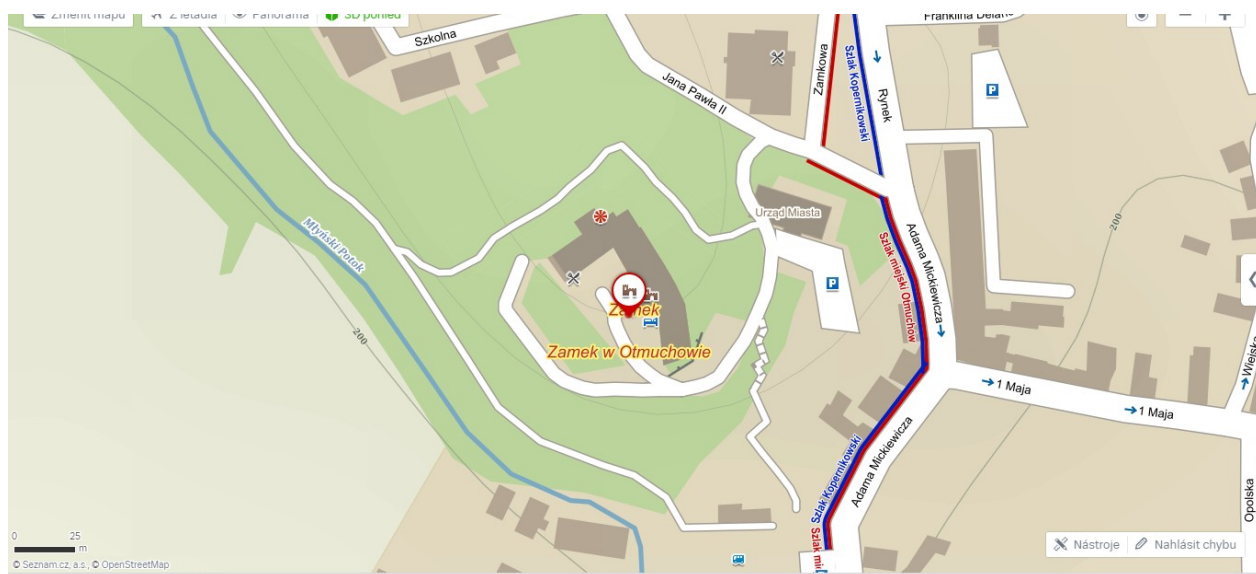 Změnit mapu
Z letadla
Panorama
3D pohled
Franklina Delano
Szkolna
Jana Pawła II
Zamkowa
Szlak Kopernikowski
Rynek
P
Młyński Potok
200
Urząd Miasta
Adama Mickiewicza
Szlak miejski Otmuchów
P
200
Zamek
Zamek w Otmuchowie
1 Maja
1 Maja
Wiejska
Szlak Kopernikowski
Adama Mickiewicza
Opolska
0 25
m
Nástroje
Nahlásit chybu
© Seznam.cz, a.s., © OpenStreetMap